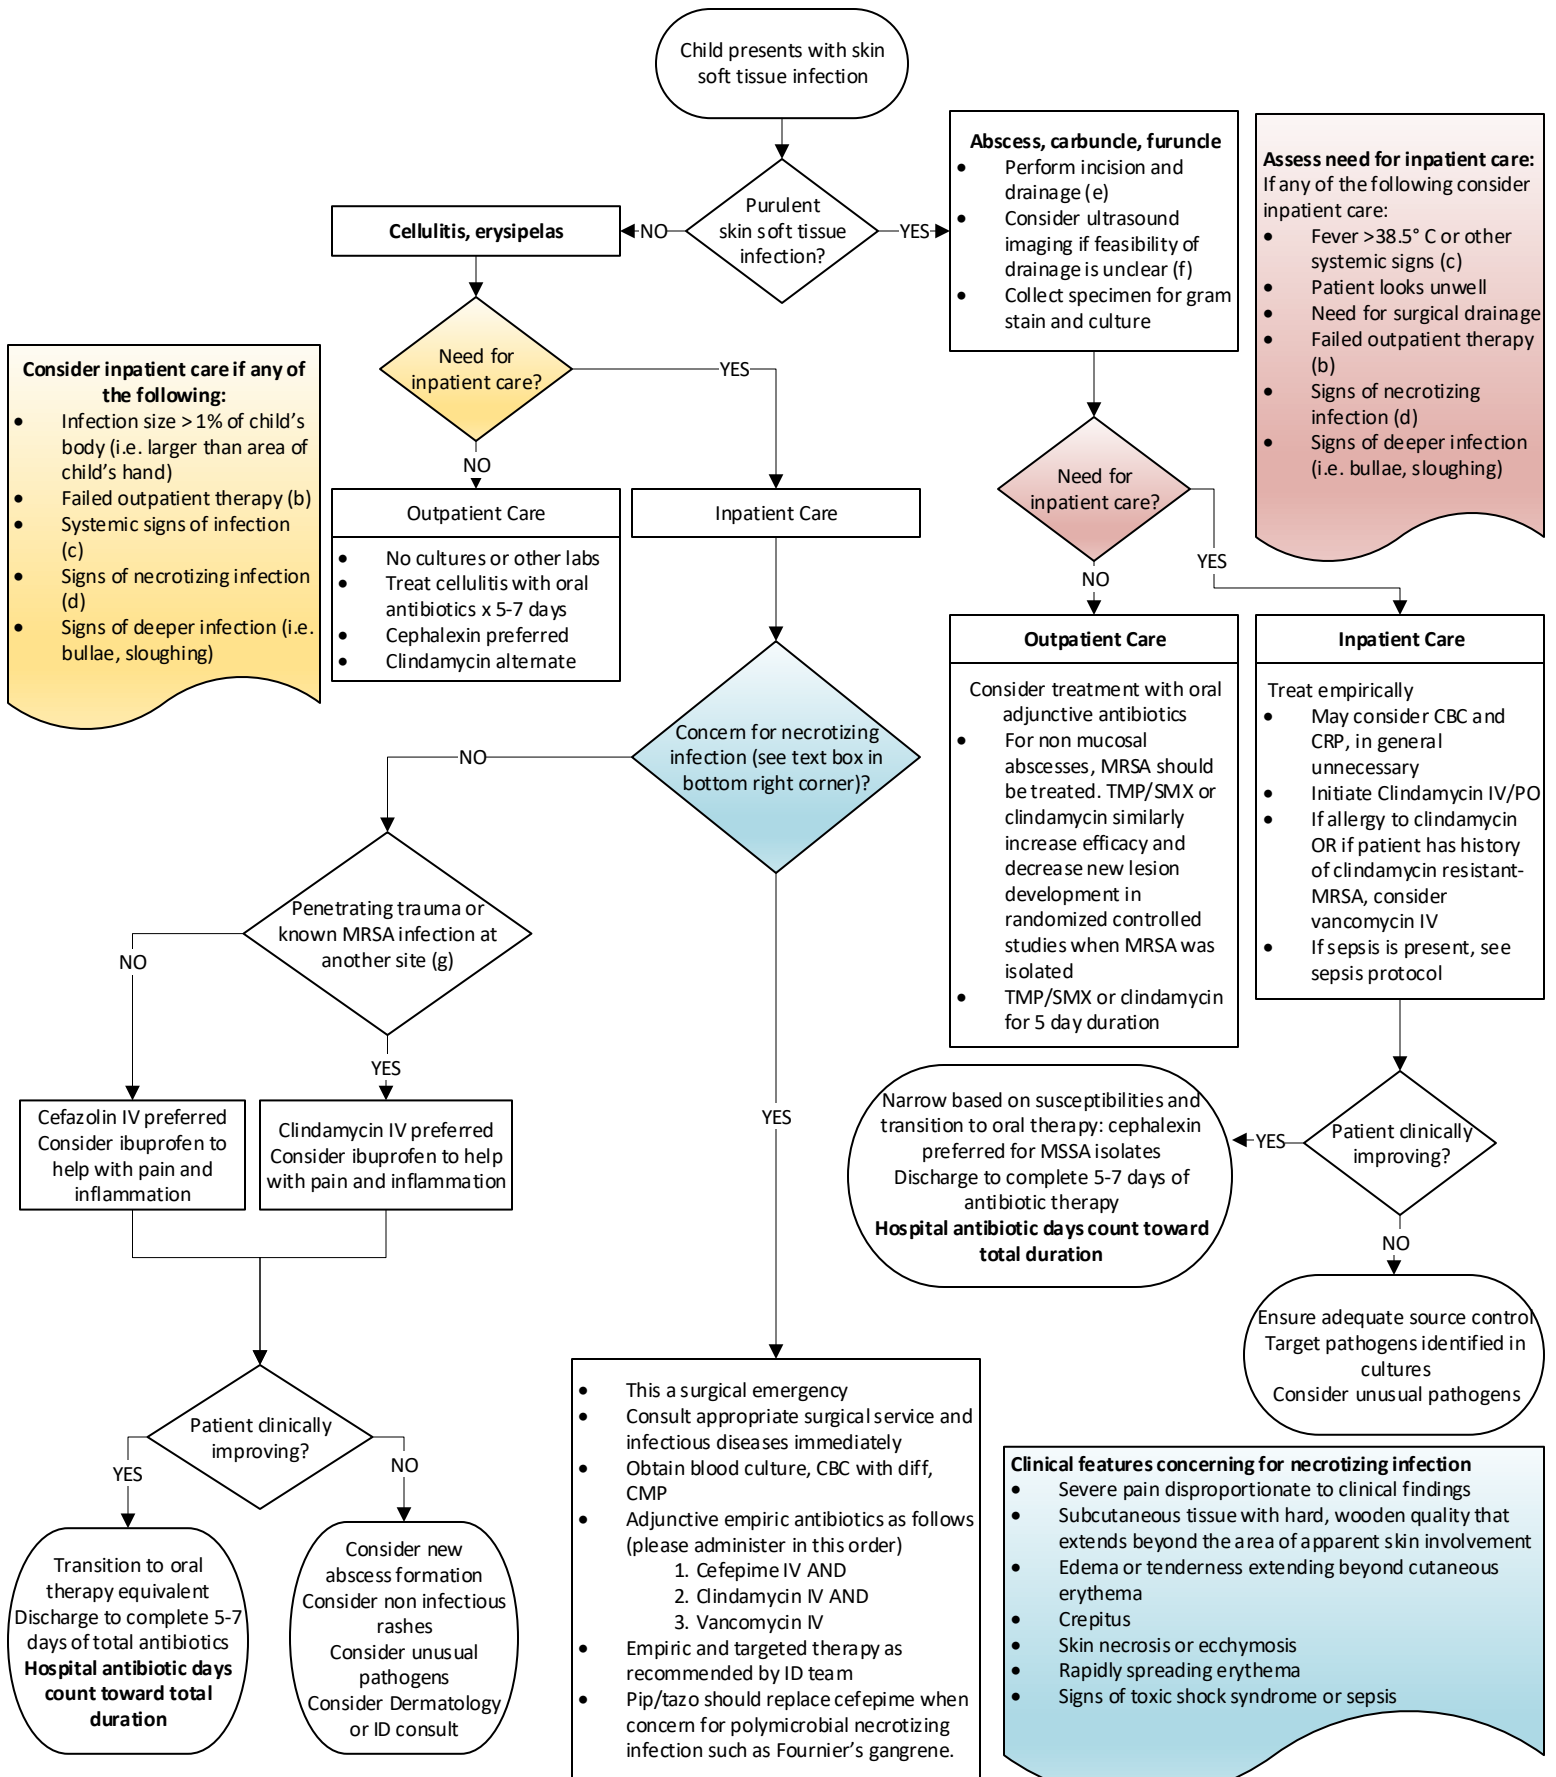 Child presents with skin
soft tissue infection
Purulent
skin soft tissue
infection?
NO
YES
Cellulitis, erysipelas
Abscess, carbuncle, furuncle
• Perform incision and
drainage (e)
• Consider ultrasound
imaging if feasibility of
drainage is unclear (f)
• Collect specimen for gram
stain and culture
Assess need for inpatient care:
If any of the following consider
inpatient care:
• Fever >38.5° C or other
systemic signs (c)
• Patient looks unwell
• Need for surgical drainage
• Failed outpatient therapy
(b)
• Signs of necrotizing
infection (d)
• Signs of deeper infection
(i.e. bullae, sloughing)
Need for
inpatient care?
YES
NO
Consider inpatient care if any of
the following:
• Infection size > 1% of child's
body (i.e. larger than area of
child's hand)
• Failed outpatient therapy (b)
• Systemic signs of infection
(c)
• Signs of necrotizing infection
(d)
• Signs of deeper infection (i.e.
bullae, sloughing)
Outpatient Care
• No cultures or other labs
• Treat cellulitis with oral
antibiotics x 5-7 days
• Cephalexin preferred
• Clindamycin alternate
Inpatient Care
Need for
inpatient care?
YES
NO
Outpatient Care
Consider treatment with oral
adjunctive antibiotics
• For non mucosal
abscesses, MRSA should
be treated. TMP/SMX or
clindamycin similarly
increase efficacy and
decrease new lesion
development in
randomized controlled
studies when MRSA was
isolated
• TMP/SMX or clindamycin
for 5 day duration
Inpatient Care
Treat empirically
• May consider CBC and
CRP, in general
unnecessary
• Initiate Clindamycin IV/PO
• If allergy to clindamycin
OR if patient has history
of clindamycin resistant-
MRSA, consider
vancomycin IV
• If sepsis is present, see
sepsis protocol
Concern for necrotizing
infection (see text box in
bottom right corner)?
NO
YES
Penetrating trauma or
known MRSA infection at
another site (g)
NO
YES
Cefazolin IV preferred
Consider ibuprofen to
help with pain and
inflammation
Clindamycin IV preferred
Consider ibuprofen to help
with pain and inflammation
Patient clinically
improving?
YES
NO
Narrow based on susceptibilities and
transition to oral therapy: cephalexin
preferred for MSSA isolates
Discharge to complete 5-7 days of
antibiotic therapy
Hospital antibiotic days count toward
total duration
Ensure adequate source control
Target pathogens identified in
cultures
Consider unusual pathogens
Patient clinically
improving?
YES
NO
Transition to oral
therapy equivalent
Discharge to complete 5-7
days of total antibiotics
Hospital antibiotic days
count toward total
duration
Consider new
abscess formation
Consider non infectious
rashes
Consider unusual
pathogens
Consider Dermatology
or ID consult
• This a surgical emergency
• Consult appropriate surgical service and
infectious diseases immediately
• Obtain blood culture, CBC with diff,
CMP
• Adjunctive empiric antibiotics as follows
(please administer in this order)
1. Cefepime IV AND
2. Clindamycin IV AND
3. Vancomycin IV
• Empiric and targeted therapy as
recommended by ID team
• Pip/tazo should replace cefepime when
concern for polymicrobial necrotizing
infection such as Fournier's gangrene.
Clinical features concerning for necrotizing infection
• Severe pain disproportionate to clinical findings
• Subcutaneous tissue with hard, wooden quality that
extends beyond the area of apparent skin involvement
• Edema or tenderness extending beyond cutaneous
erythema
• Crepitus
• Skin necrosis or ecchymosis
• Rapidly spreading erythema
• Signs of toxic shock syndrome or sepsis